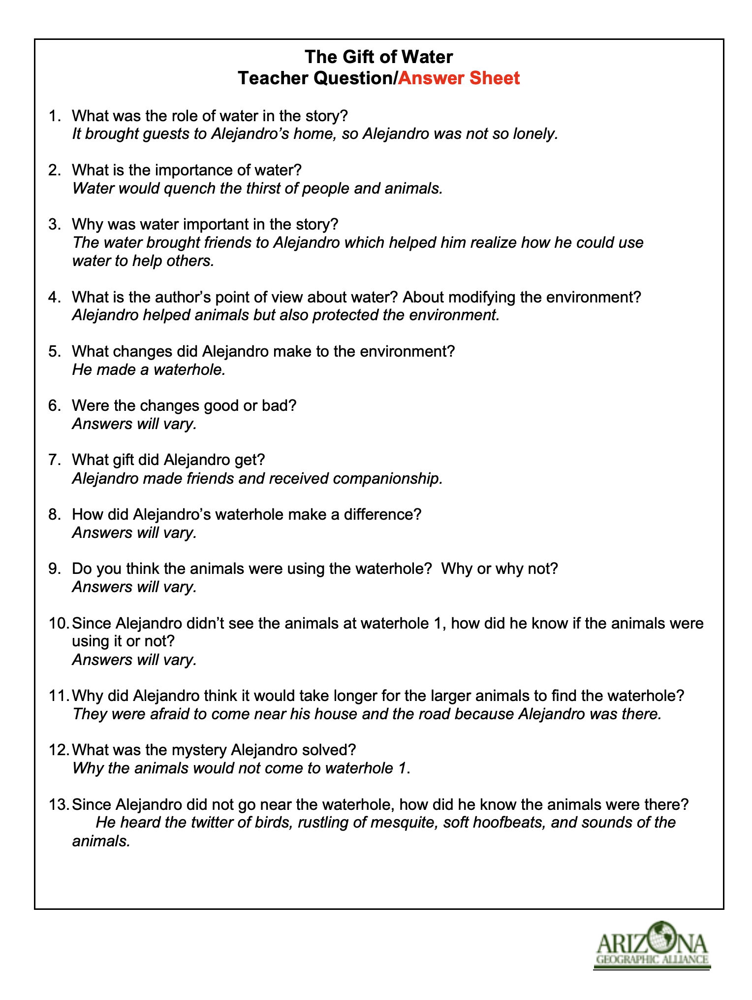 The Gift of Water
Teacher Question/Answer Sheet
1. What was the role of water in the story?
It brought guests to Alejandro’s home, so Alejandro was not so lonely.
2. What is the importance of water?
Water would quench the thirst of people and animals.
3. Why was water important in the story?
The water brought friends to Alejandro which helped him realize how he could use
water to help others.
4. What is the author’s point of view about water? About modifying the environment?
Alejandro helped animals but also protected the environment.
5. What changes did Alejandro make to the environment?
He made a waterhole.
6. Were the changes good or bad?
Answers will vary.
7. What gift did Alejandro get?
Alejandro made friends and received companionship.
8. How did Alejandro’s waterhole make a difference?
Answers will vary.
9. Do you think the animals were using the waterhole?  Why or why not?
Answers will vary.
10. Since Alejandro didn’t see the animals at waterhole 1, how did he know if the animals were
using it or not?
Answers will vary.
11. Why did Alejandro think it would take longer for the larger animals to find the waterhole?
They were afraid to come near his house and the road because Alejandro was there.
12. What was the mystery Alejandro solved?
Why the animals would not come to waterhole 1.
13. Since Alejandro did not go near the waterhole, how did he know the animals were there?
He heard the twitter of birds, rustling of mesquite, soft hoofbeats, and sounds of the
animals.
ARIZONA
GEOGRAPHIC ALLIANCE